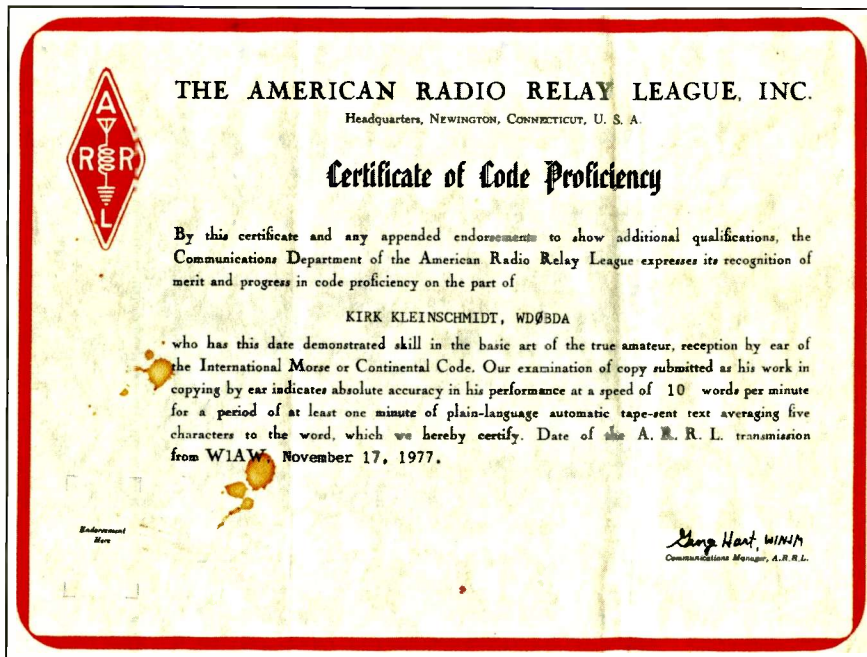 A
R R
L
THE AMERICAN RADIO RELAY LEAGUE, INC.
Headquarters, NEWINGTON, CONNECTICUT, U. S. A.
Certificate of Code Proficiency
By this certificate and any appended endorsements to show additional qualifications, the
Communications Department of the American Radio Relay League expresses its recognition of
merit and progress in code proficiency on the part of
KIRK KLEINSCHMIDT, WDØBDA
who has this date demonstrated skill in the basic art of the true amateur, reception by ear of
the International Morse or Continental Code. Our examination of copy submitted as his work in
copying by ear indicates absolute accuracy in his performance at a speed of 10 words per minute
for a period of at least one minute of plain-language automatic tape-sent text averaging five
characters to the word, which we hereby certify. Date of the A. R. R. L. transmission
from W1AW, November 17, 1977.
Endorsement
Here
George Hart, W1NJM
Communications Manager, A.R.R.L.